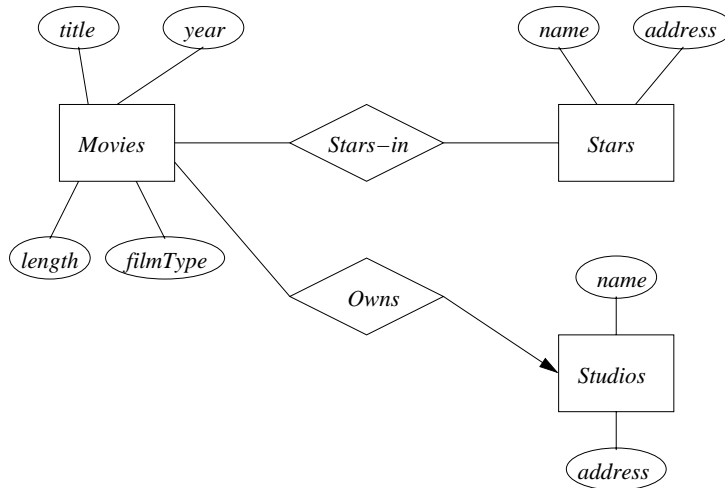 title
year
name
address
Movies
Stars-in
Stars
length
filmType
name
Owns
Studios
address